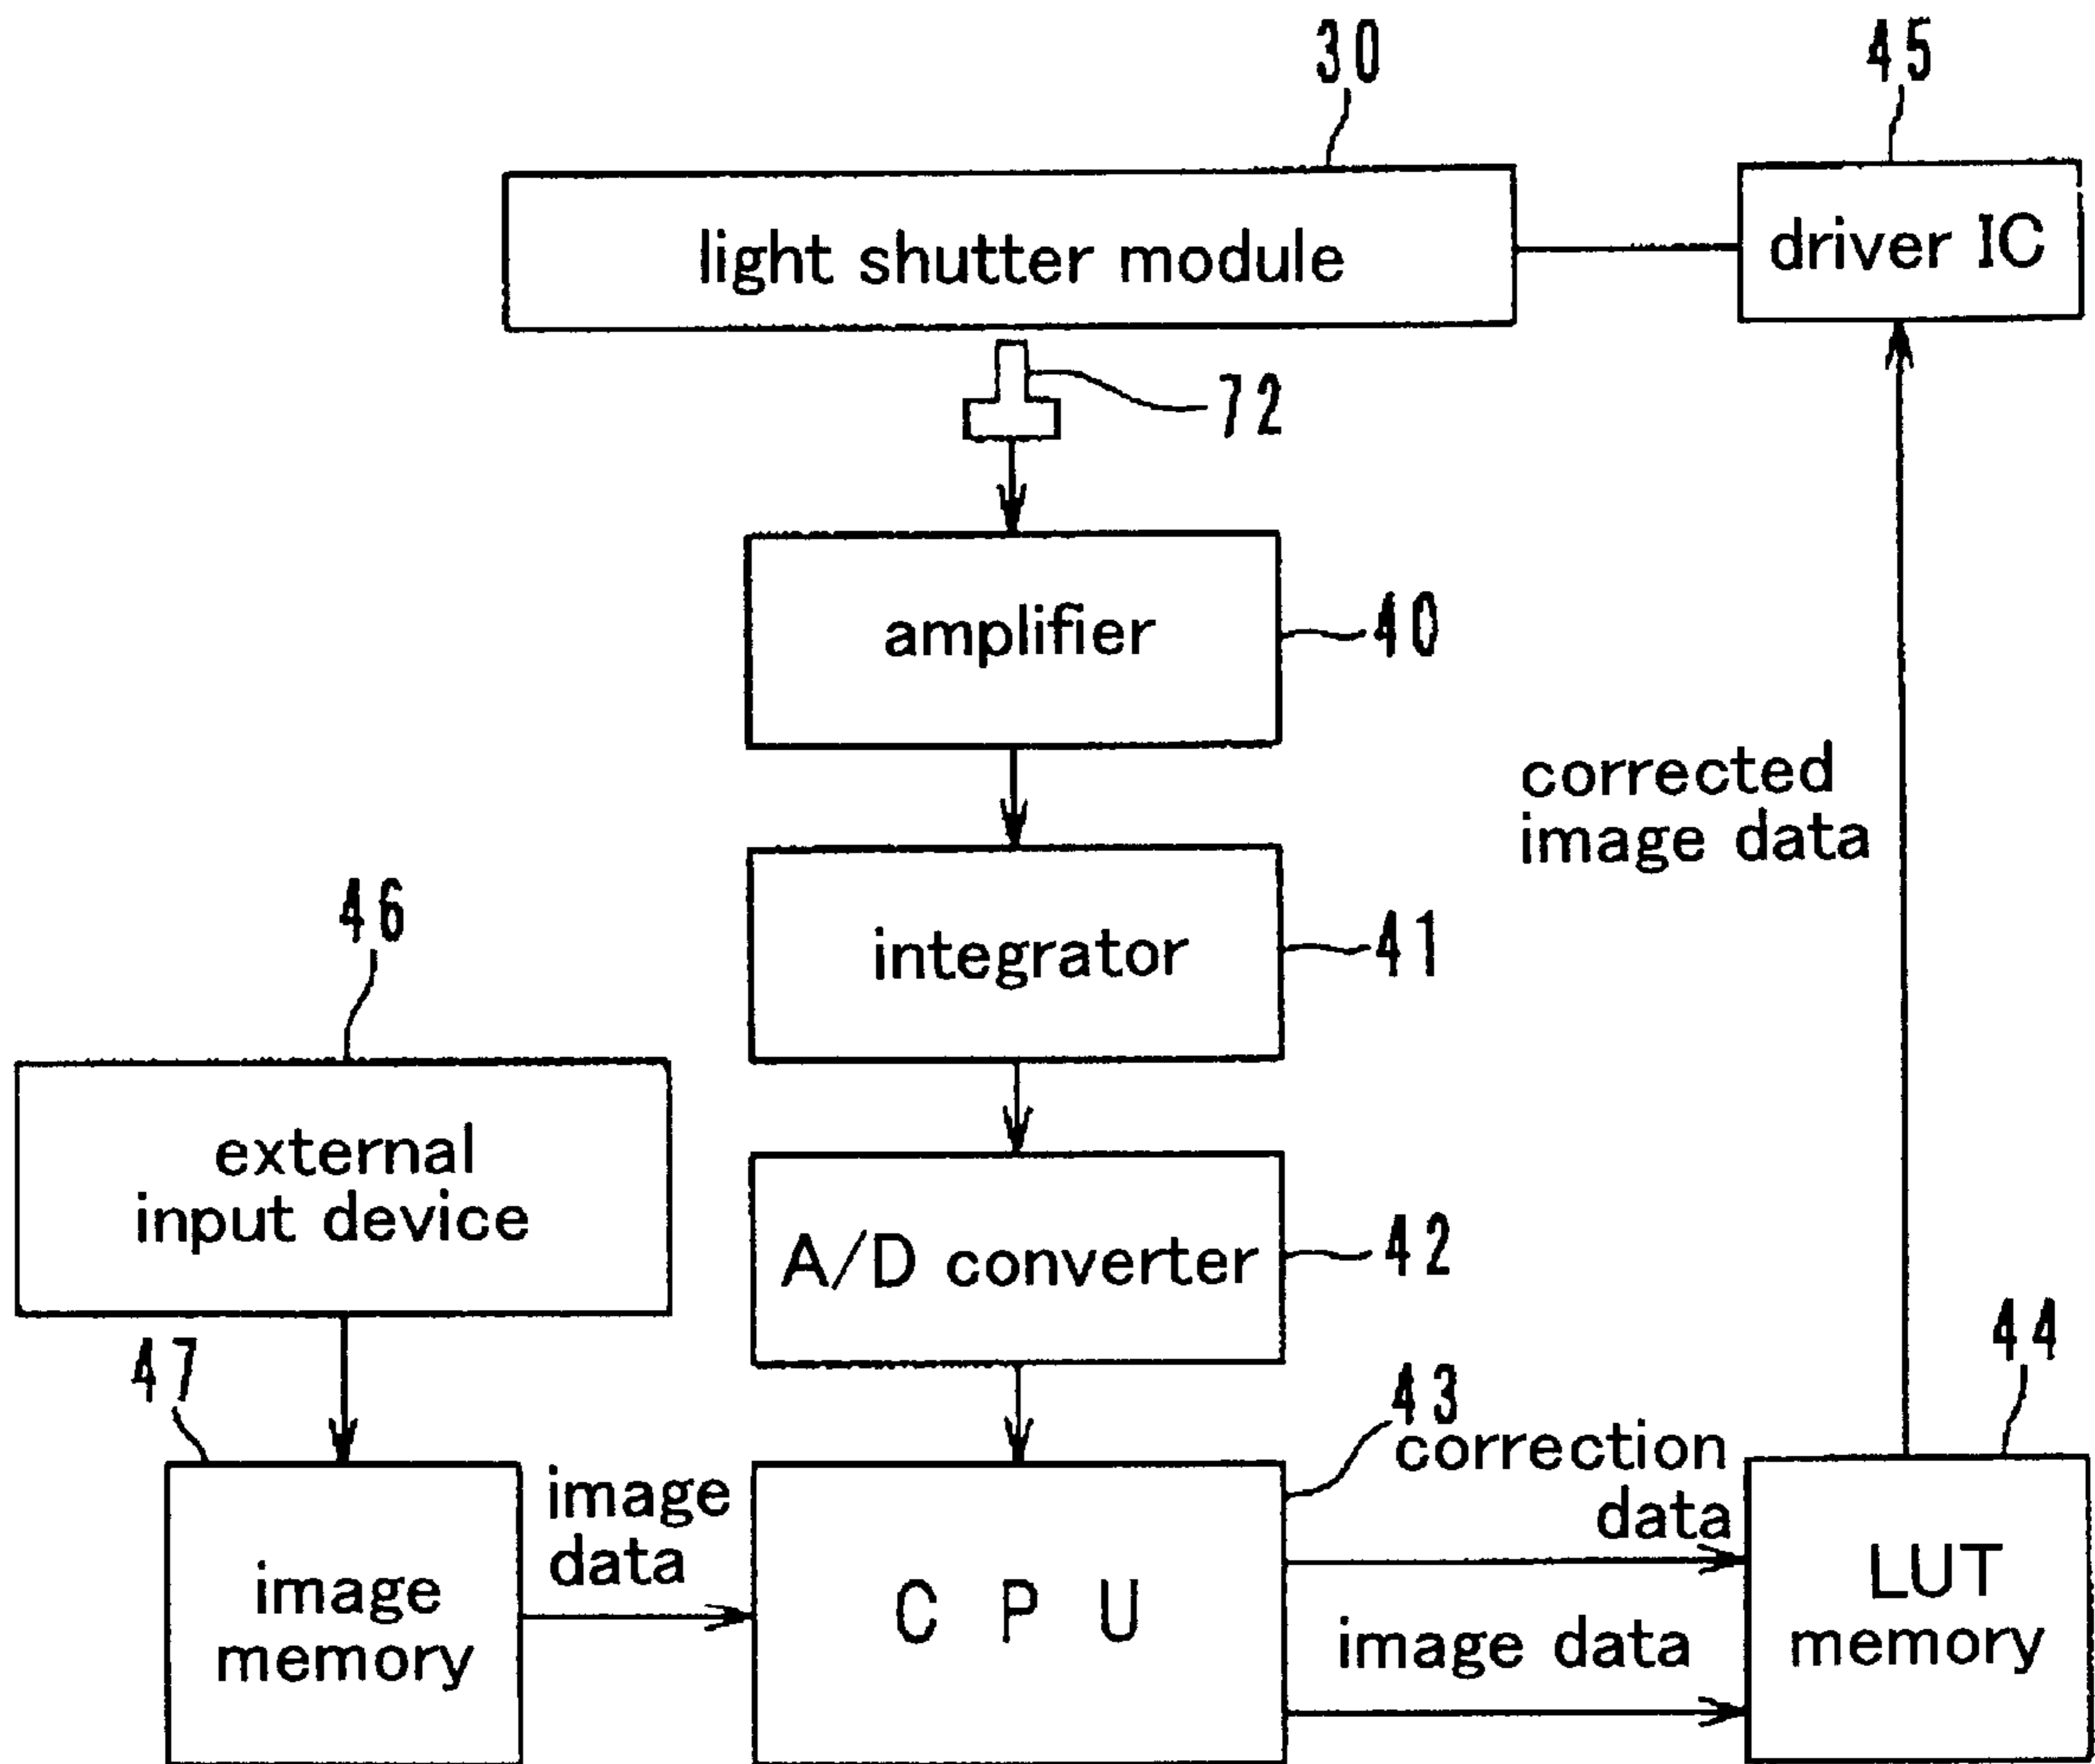 30
45
light shutter module
driver IC
72
amplifier
40
corrected
image data
46
integrator
41
external
input device
A/D converter
42
47
43
44
correction
data
image
data
image
memory
C P U
image data
LUT
memory